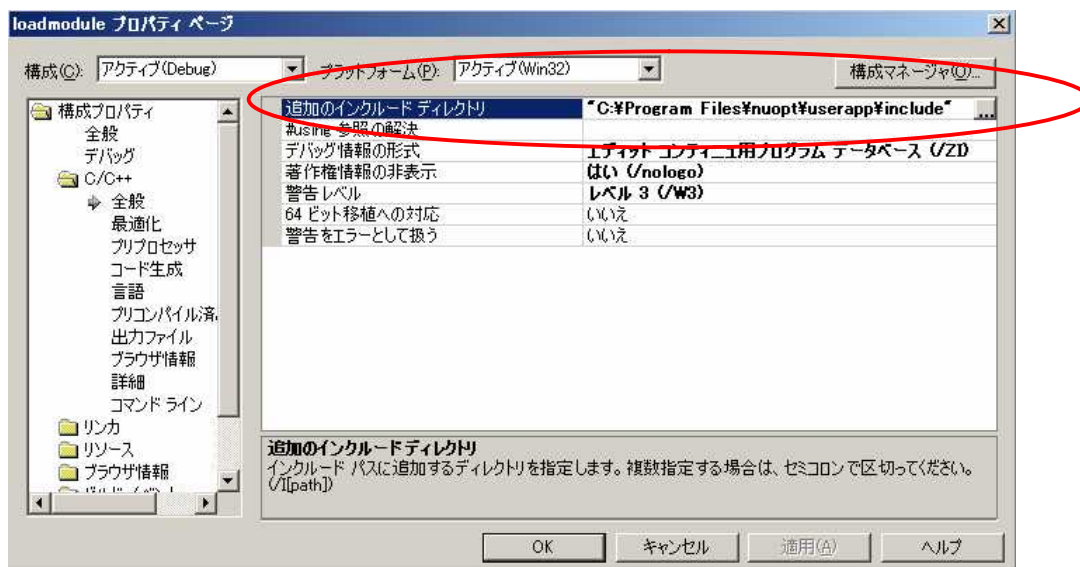 loadmodule プロパティ ページ
構成(C): アクティブ(Debug) プラットフォーム(P): アクティブ(Win32) 構成マネージャ(O)...
構成プロパティ
全般
デバッグ
C/C++
全般
最適化
プリプロセッサ
コード生成
言語
プリコンパイル済
出力ファイル
ブラウザ情報
詳細
コマンド ライン
リンカ
リソース
ブラウザ情報
追加のインクルード ディレクトリ "C:¥Program Files¥nuopt¥userapp¥include" ...
#using 参照の解決
デバッグ情報の形式 エディット コンティニュ用プログラム データベース (/ZI)
著作権情報の非表示 はい (/nologo)
警告レベル レベル 3 (/W3)
64 ビット移植への対応 いいえ
警告をエラーとして扱う いいえ
追加のインクルード ディレクトリ
インクルード パスに追加するディレクトリを指定します。複数指定する場合は、セミコロンで区切ってください。
(/I[path])
OK キャンセル 適用(A) ヘルプ